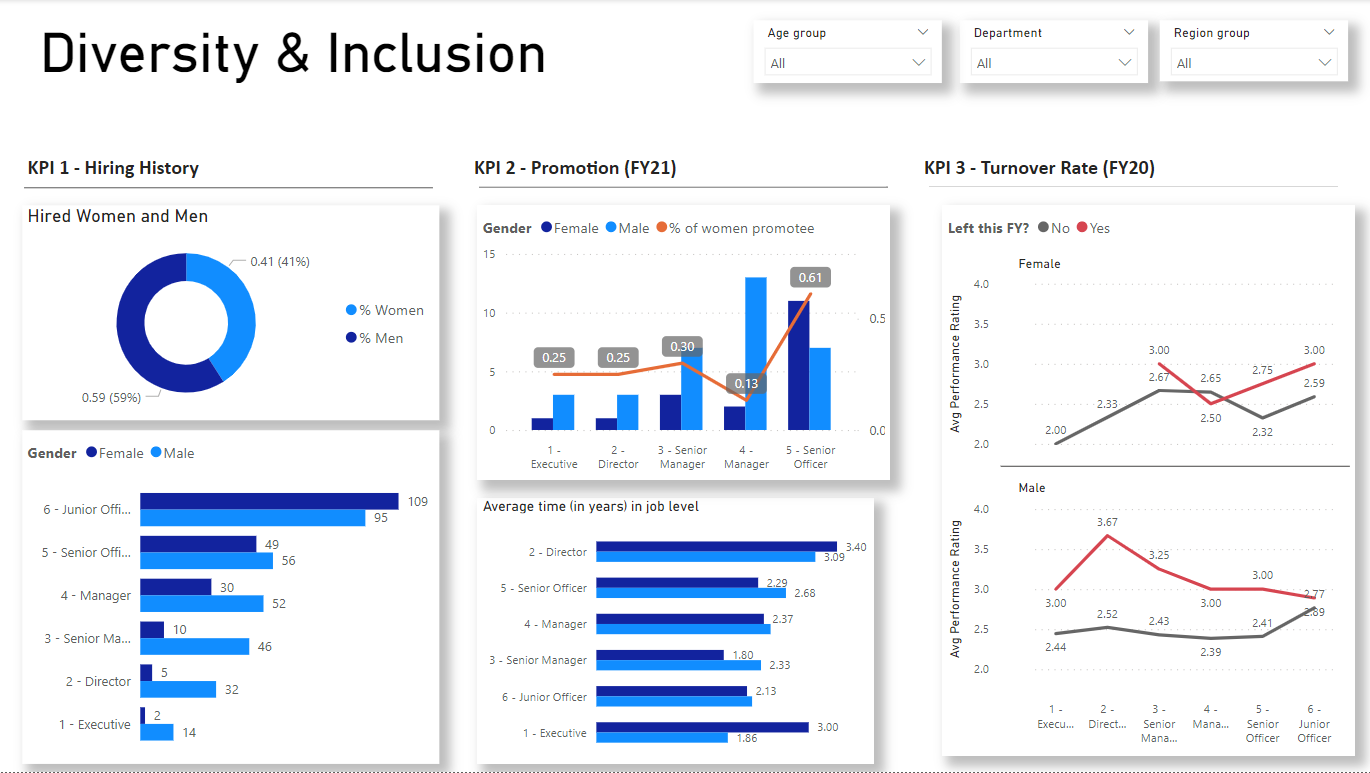 Diversity & Inclusion
Age group
All
Department
All
Region group
All
KPI 1 - Hiring History
Hired Women and Men
0.41 (41%)
% Women
% Men
0.59 (59%)
Gender Female Male
6 - Junior Offi... 109
95
5 - Senior Offi... 49
56
4 - Manager 30
52
3 - Senior Ma... 10
46
2 - Director 5
32
1 - Executive 2
14
KPI 2 - Promotion (FY21)
Gender Female Male % of women promotee
15
10
5
0
0.5
0.0
0.25
0.25
0.30
0.13
0.61
1 -
Executive
2 -
Director
3 - Senior
Manager
4 -
Manager
5 - Senior
Officer
Average time (in years) in job level
2 - Director 3.40
3.09
5 - Senior Officer 2.29
2.68
4 - Manager 2.37
3 - Senior Manager 1.80
2.33
6 - Junior Officer 2.13
1 - Executive 3.00
1.86
KPI 3 - Turnover Rate (FY20)
Left this FY? No Yes
Female
Avg Performance Rating
4.0
3.5
3.0
2.5
2.0
2.00
2.33
3.00
2.67
2.65
2.50
2.75
2.32
3.00
2.59
Male
Avg Performance Rating
4.0
3.5
3.0
2.5
2.0
3.00
2.44
3.67
2.52
3.25
2.43
3.00
2.39
3.00
2.41
2.77
2.89
1 -
Execu...
2 -
Direct...
3 -
Senior
Mana...
4 -
Mana...
5 -
Senior
Officer
6 -
Junior
Officer